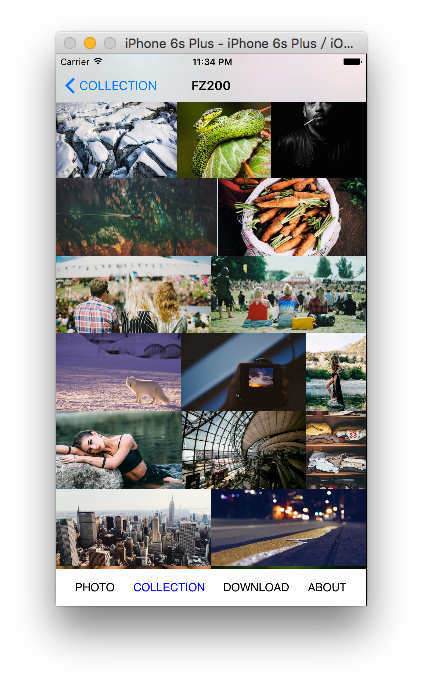 iPhone 6s Plus - iPhone 6s Plus / iO...
Carrier 11:34 PM
COLLECTION FZ200
PHOTO COLLECTION DOWNLOAD ABOUT